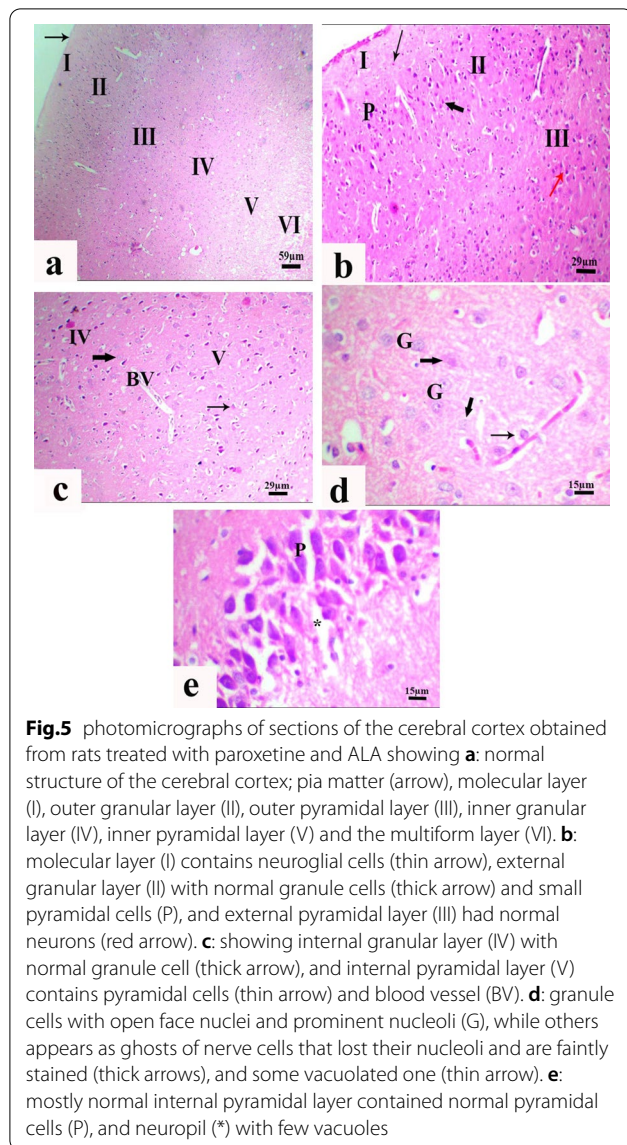 I
II
III
IV
V
VI
a
59µm
I
II
P
III
b
29µm
IV
V
BV
c
29µm
G
G
d
15µm
P
*
e
15µm
Fig.5 photomicrographs of sections of the cerebral cortex obtained
from rats treated with paroxetine and ALA showing a: normal
structure of the cerebral cortex; pia matter (arrow), molecular layer
(I), outer granular layer (II), outer pyramidal layer (III), inner granular
layer (IV), inner pyramidal layer (V) and the multiform layer (VI). b:
molecular layer (I) contains neuroglial cells (thin arrow), external
granular layer (II) with normal granule cells (thick arrow) and small
pyramidal cells (P), and external pyramidal layer (III) had normal
neurons (red arrow). c: showing internal granular layer (IV) with
normal granule cell (thick arrow), and internal pyramidal layer (V)
contains pyramidal cells (thin arrow) and blood vessel (BV). d: granule
cells with open face nuclei and prominent nucleoli (G), while others
appears as ghosts of nerve cells that lost their nucleoli and are faintly
stained (thick arrows), and some vacuolated one (thin arrow). e:
mostly normal internal pyramidal layer contained normal pyramidal
cells (P), and neuropil (*) with few vacuoles